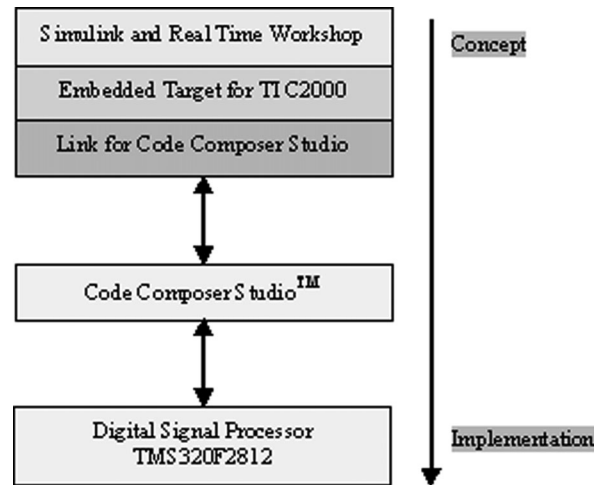 Simulink and Real Time Workshop
Concept
Embedded Target for TI C2000
Link for Code Composer Studio
Code Composer Studio™
Digital Signal Processor
TMS320F2812
Implementation